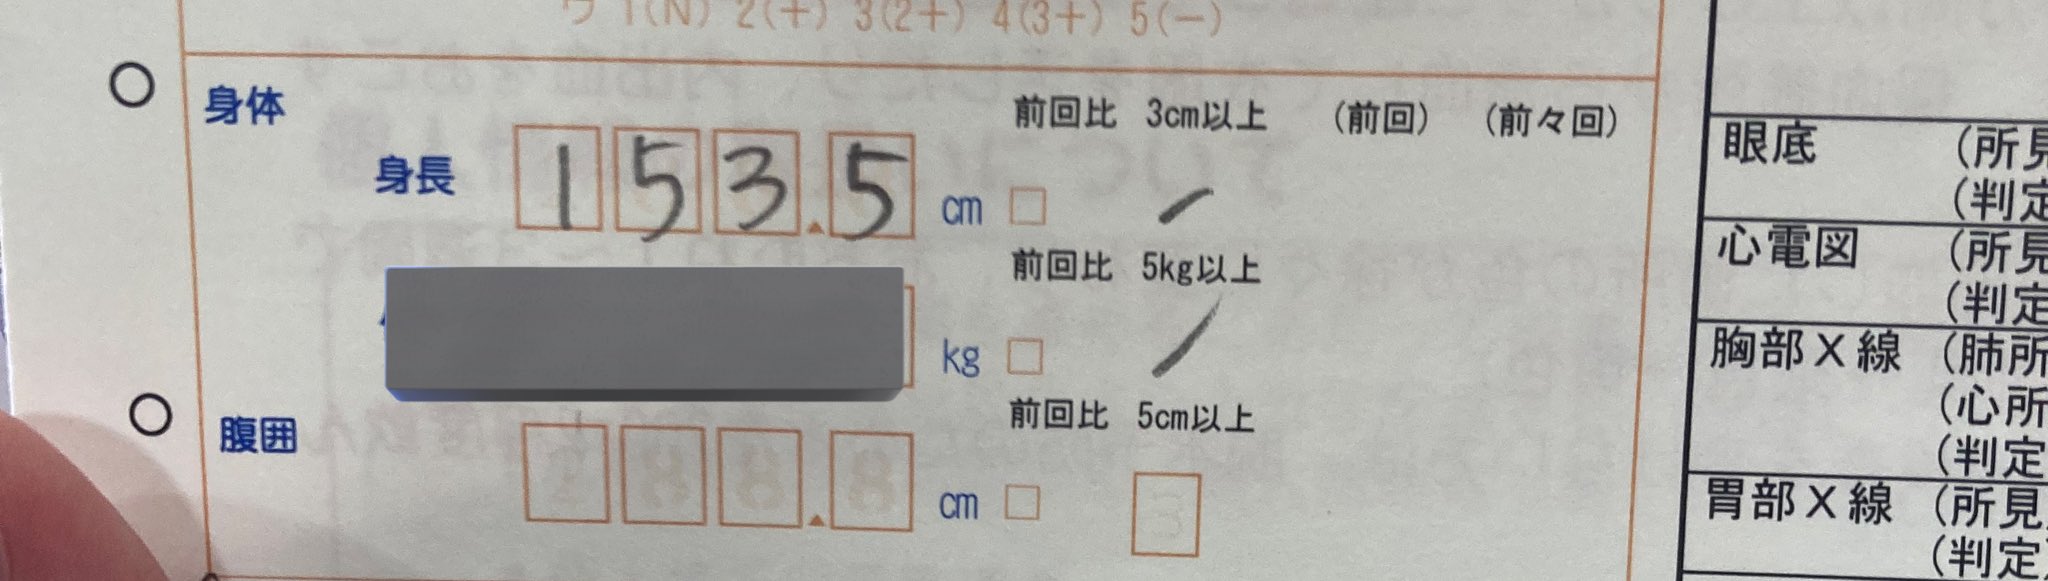 ウ 1(N) 2(+) 3(2+) 4(3+) 5(-)
身体
前回比 3cm以上 (前回) (前々回)
身長 153.5 cm
前回比 5kg以上
kg
前回比 5cm以上
腹囲
cm
眼底 (所見
(判定
心電図 (所見
(判定
胸部X線 (肺所
(心所
(判定
胃部X線 (所見
(判定